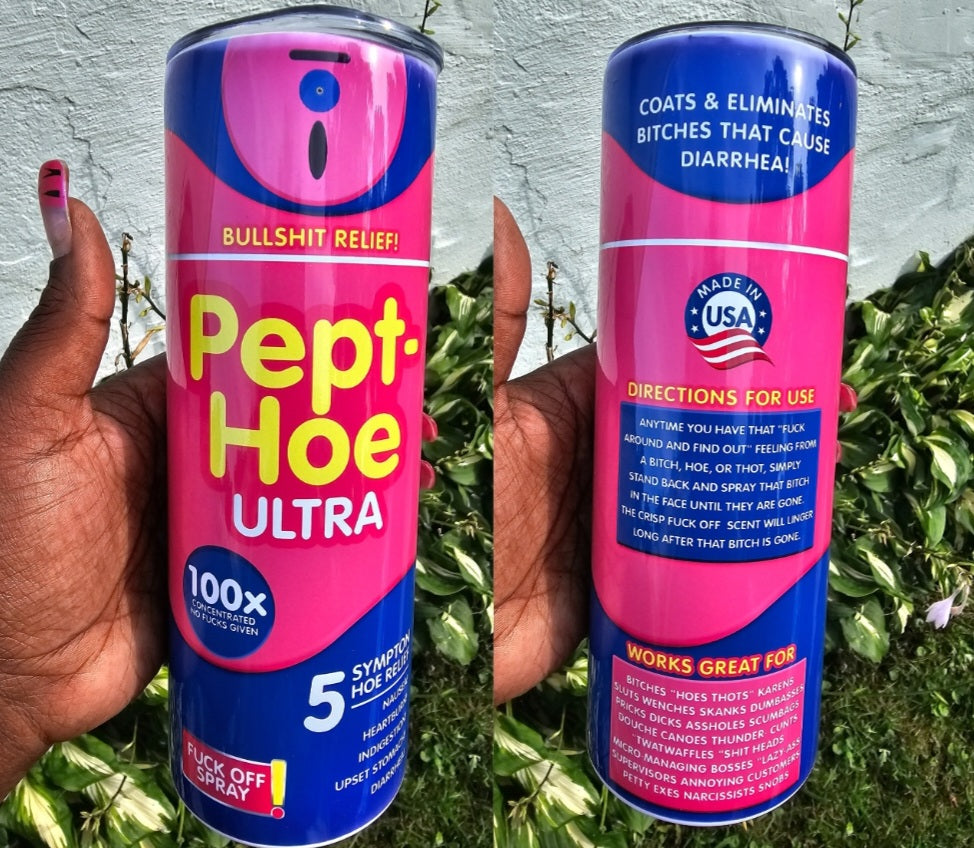 BULLSHIT RELIEF!
Pept-
Hoe
ULTRA
100x
CONCENTRATED
NO FUCKS GIVEN
5 SYMPTOM
HOE RELIEF
NAUSEA
HEARTBURN
INDIGESTION
UPSET STOMACH
DIARRHEA
FUCK OFF
SPRAY!
COATS & ELIMINATES
BITCHES THAT CAUSE
DIARRHEA!
MADE IN
USA
DIRECTIONS FOR USE
ANYTIME YOU HAVE THAT "FUCK
AROUND AND FIND OUT" FEELING FROM
A BITCH, HOE, OR THOT, SIMPLY
STAND BACK AND SPRAY THAT BITCH
IN THE FACE UNTIL THEY ARE GONE.
THE CRISP FUCK OFF SCENT WILL LINGER
LONG AFTER THAT BITCH IS GONE.
WORKS GREAT FOR
BITCHES "HOES THOTS" KARENS
SLUTS WENCHES SKANKS DUMBASSES
PRICKS DICKS ASSHOLES SCUMBAGS
DOUCHE CANOES THUNDER CUNTS
"TWATWAFFLES "SHIT HEADS
MICRO MANAGING BOSSES "LAZY-ASS
SUPERVISORS ANNOYING CUSTOMERS
PETTY EXES NARCISSISTS SNOBS